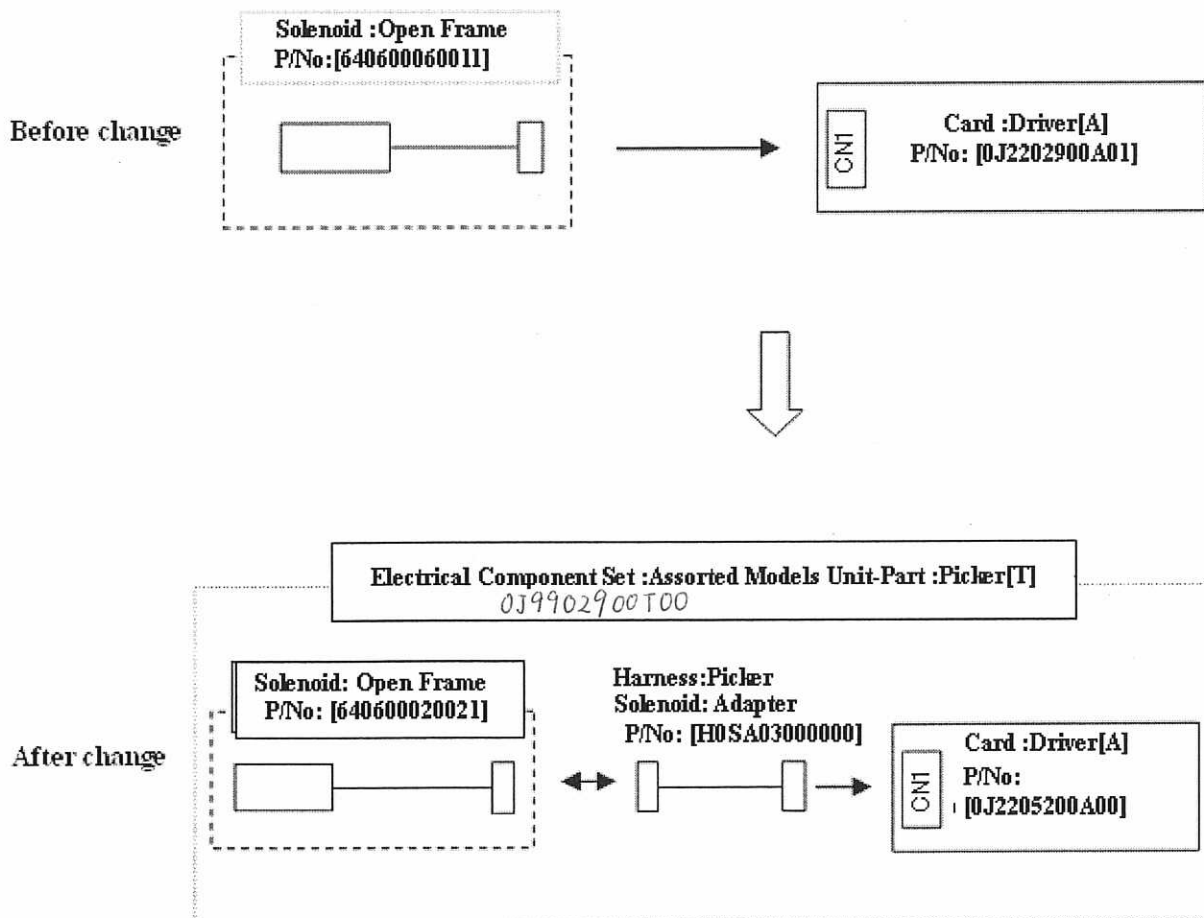 Solenoid :Open Frame
P/No:[640600060011]
Before change
CN1
Card :Driver[A]
P/No: [0J2202900A01]
Electrical Component Set :Assorted Models Unit-Part :Picker[T]
0J9902900T00
Solenoid: Open Frame
P/No: [640600020021]
Harness:Picker
Solenoid: Adapter
P/No: [H0SA03000000]
After change
CN1
Card :Driver[A]
P/No:
[0J2205200A00]